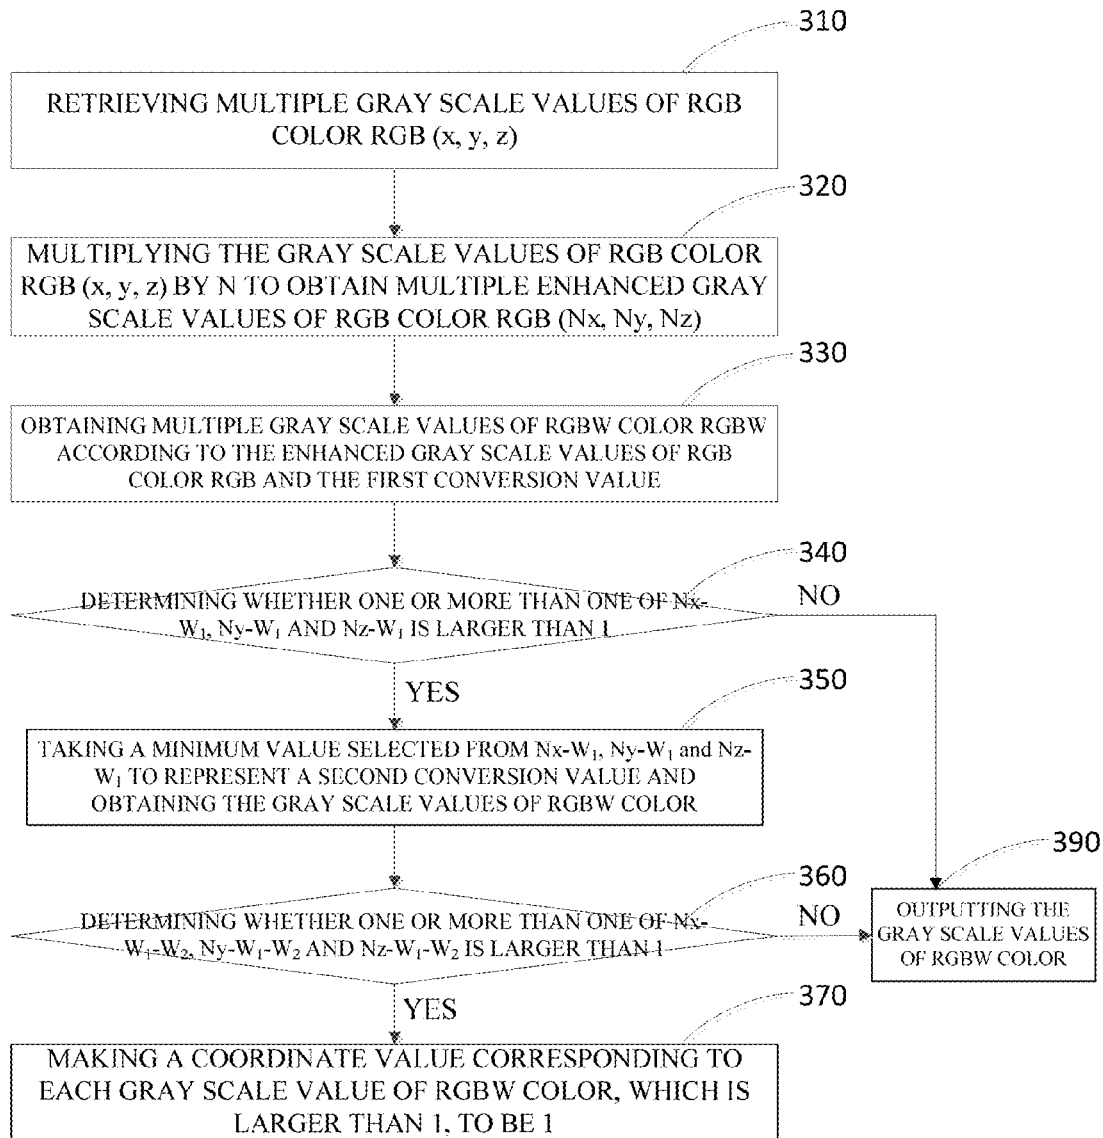 310
RETRIEVING MULTIPLE GRAY SCALE VALUES OF RGB
COLOR RGB (x, y, z)
320
MULTIPLYING THE GRAY SCALE VALUES OF RGB COLOR
RGB (x, y, z) BY N TO OBTAIN MULTIPLE ENHANCED GRAY
SCALE VALUES OF RGB COLOR RGB (Nx, Ny, Nz)
330
OBTAINING MULTIPLE GRAY SCALE VALUES OF RGBW COLOR RGBW
ACCORDING TO THE ENHANCED GRAY SCALE VALUES OF RGB
COLOR RGB AND THE FIRST CONVERSION VALUE
340
DETERMINING WHETHER ONE OR MORE THAN ONE OF Nx-
W₁, Ny-W₁ AND Nz-W₁ IS LARGER THAN 1
NO
YES
350
TAKING A MINIMUM VALUE SELECTED FROM Nx-W₁, Ny-W₁ and Nz-
W₁ TO REPRESENT A SECOND CONVERSION VALUE AND
OBTAINING THE GRAY SCALE VALUES OF RGBW COLOR
360
DETERMINING WHETHER ONE OR MORE THAN ONE OF Nx-
W₁-W₂, Ny-W₁-W₂ AND Nz-W₁-W₂ IS LARGER THAN 1
NO
390
OUTPUTTING THE
GRAY SCALE VALUES
OF RGBW COLOR
YES
370
MAKING A COORDINATE VALUE CORRESPONDING TO
EACH GRAY SCALE VALUE OF RGBW COLOR, WHICH IS
LARGER THAN 1, TO BE 1